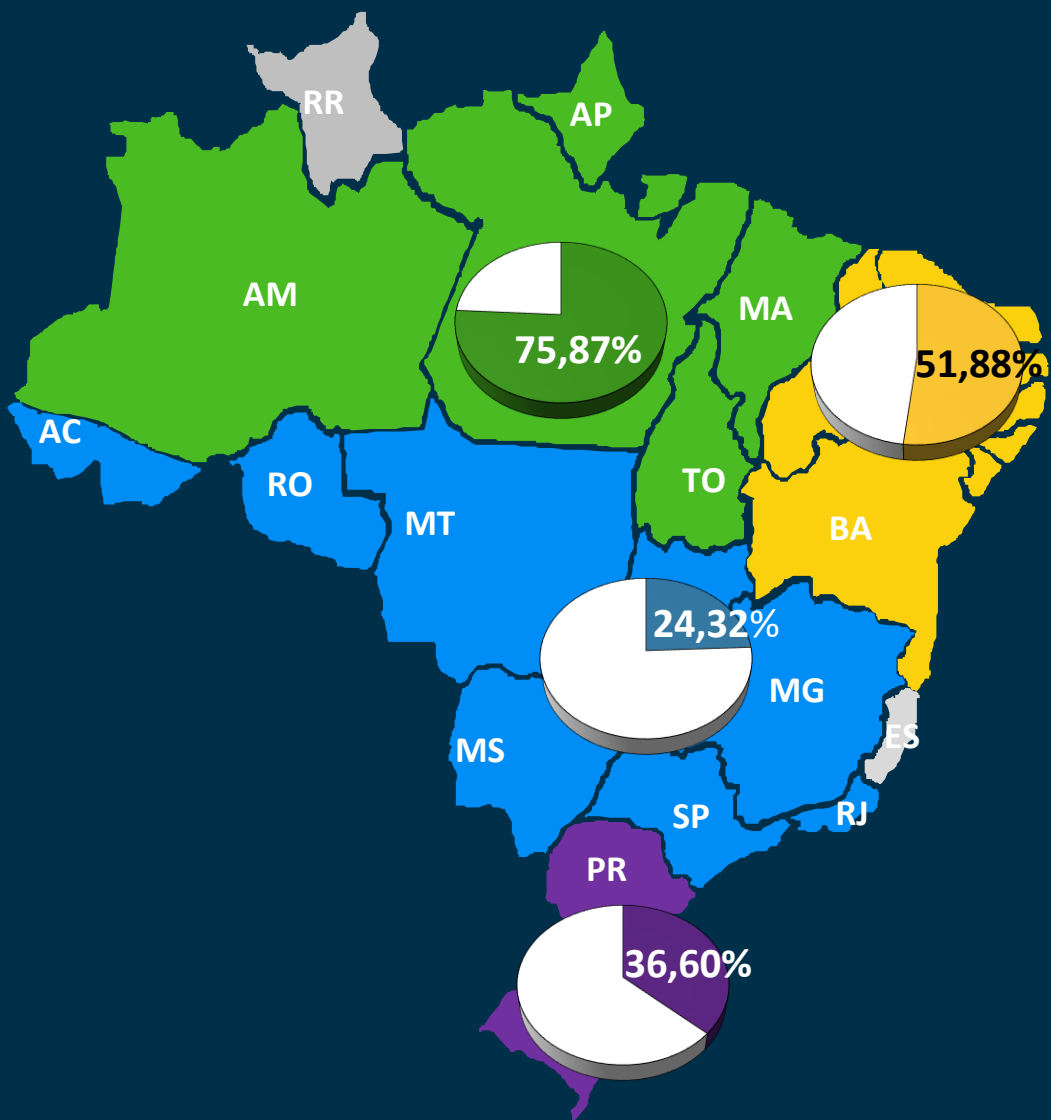 RR
AP
AM
MA
75,87%
51,88%
AC
RO
TO
MT
BA
24,32%
MG
ES
MS
SP
RJ
PR
36,60%